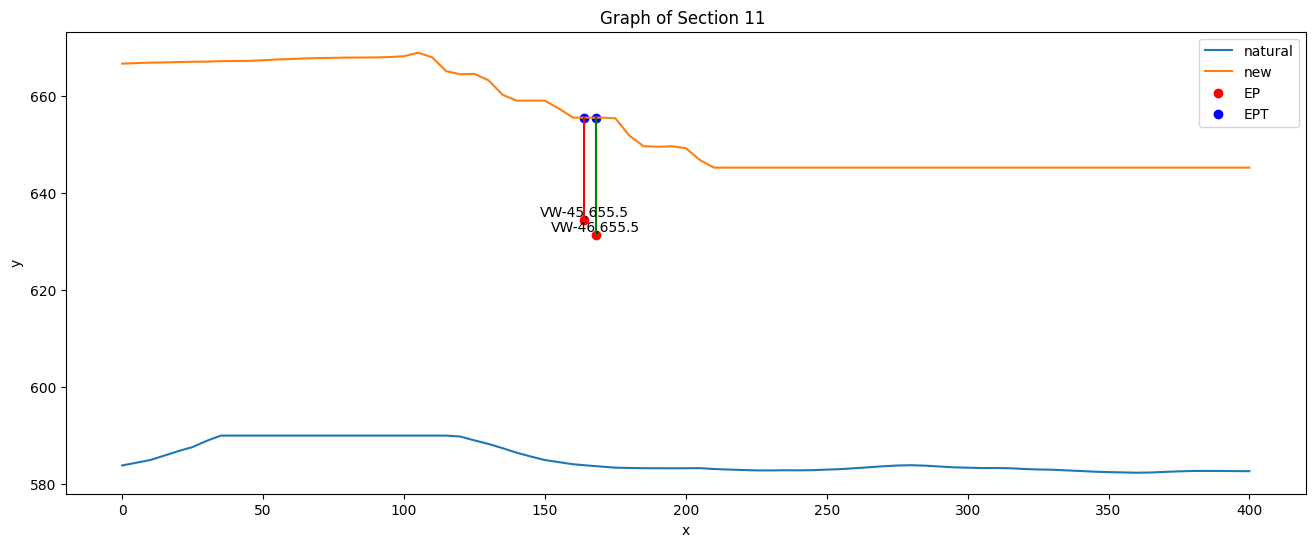 Graph of Section 11
natural
new
EP
EPT
y
660
640
620
600
580
VW-45,655.5
VW-46,655.5
0 50 100 150 200 250 300 350 400
x